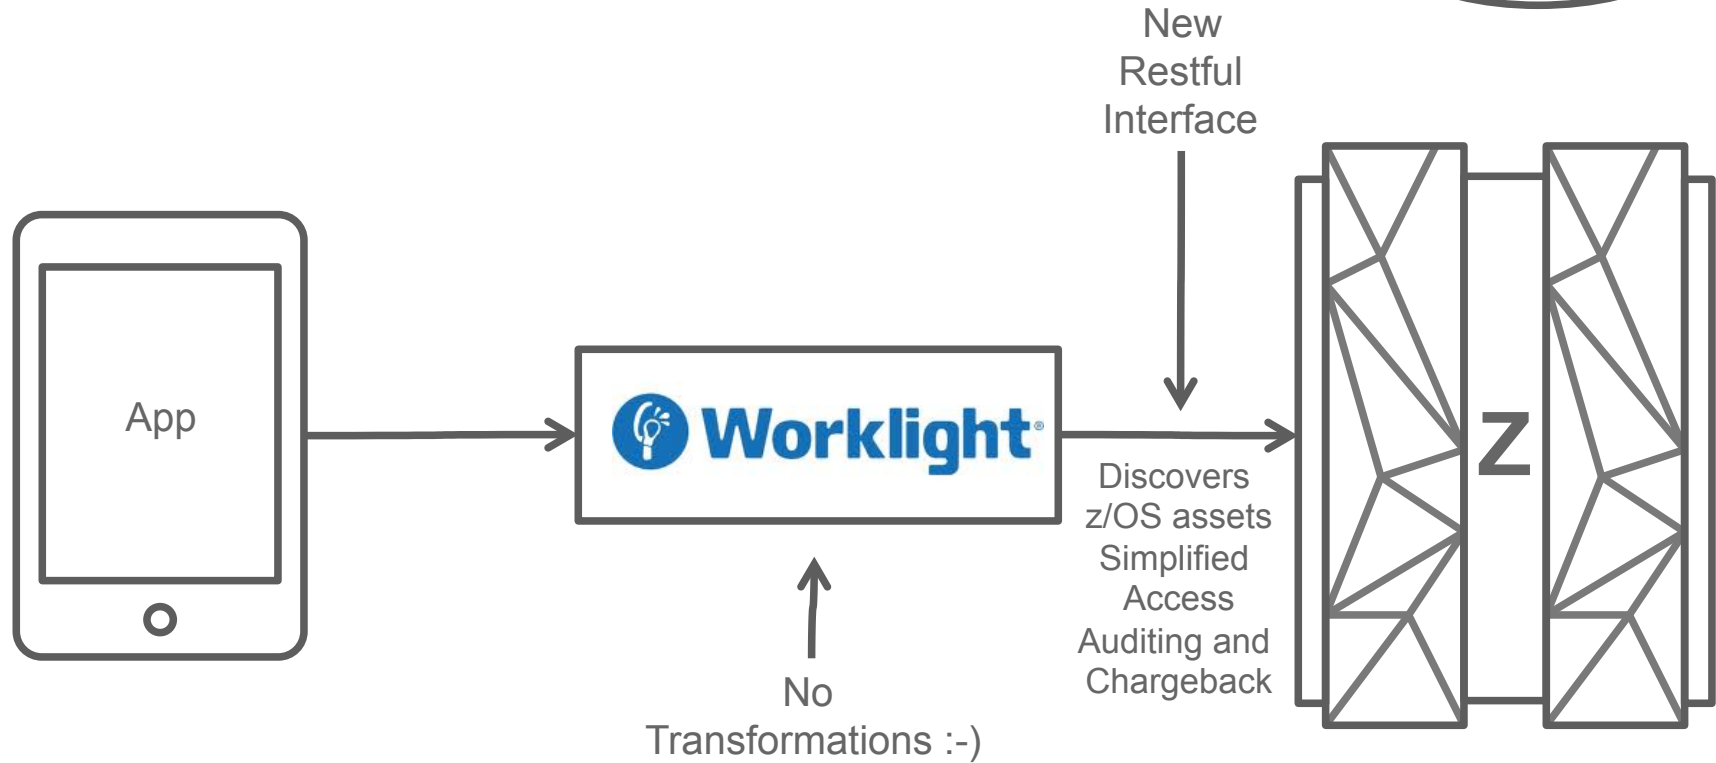 New
Restful
Interface
App
Worklight®
Z
Discovers
z/OS assets
Simplified
Access
Auditing and
Chargeback
No
Transformations :-)